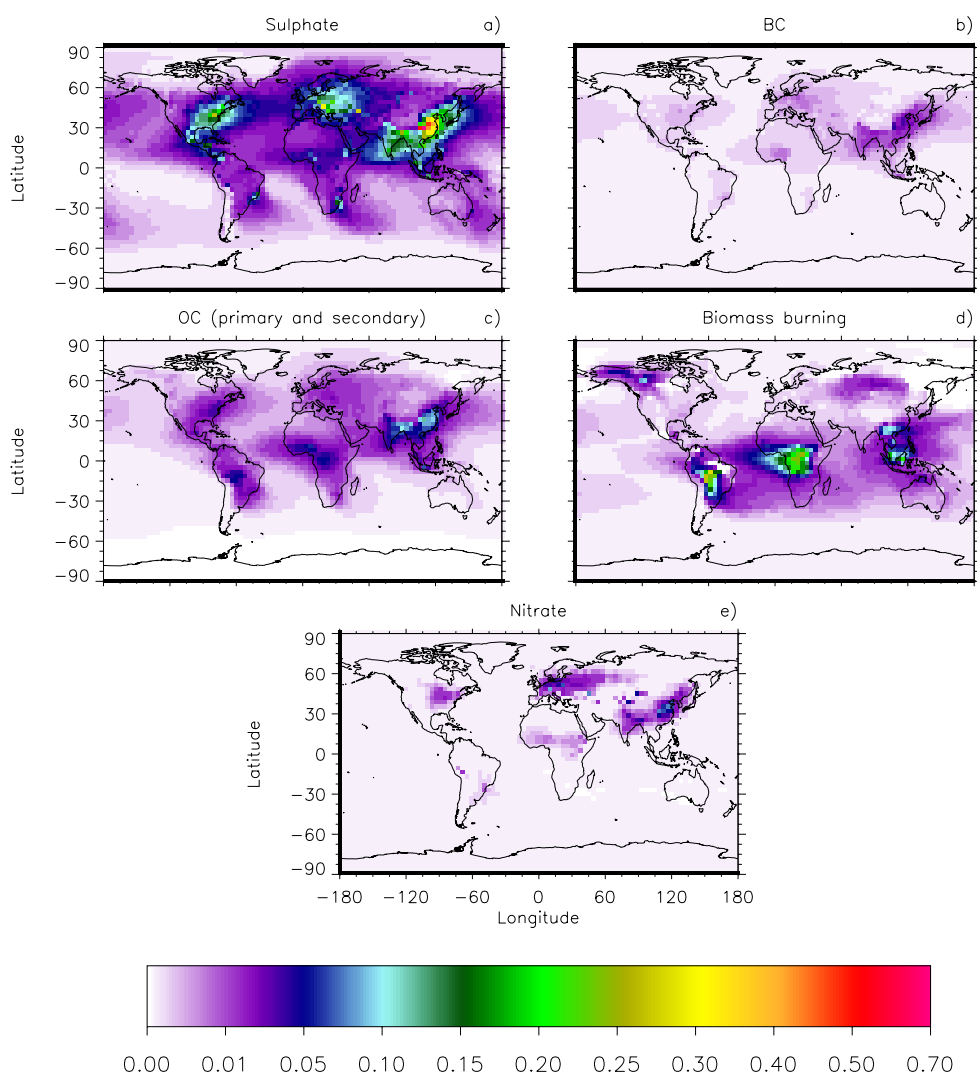 Sulphate a)
BC b)
90
60
30
0
−30
−60
−90
Latitude
OC (primary and secondary) c)
Biomass burning d)
90
60
30
0
−30
−60
−90
Latitude
Nitrate e)
90
60
30
0
−30
−60
−90
Latitude
−180 −120 −60 0 60 120 180
Longitude
0.00 0.01 0.05 0.10 0.15 0.20 0.25 0.30 0.40 0.50 0.70